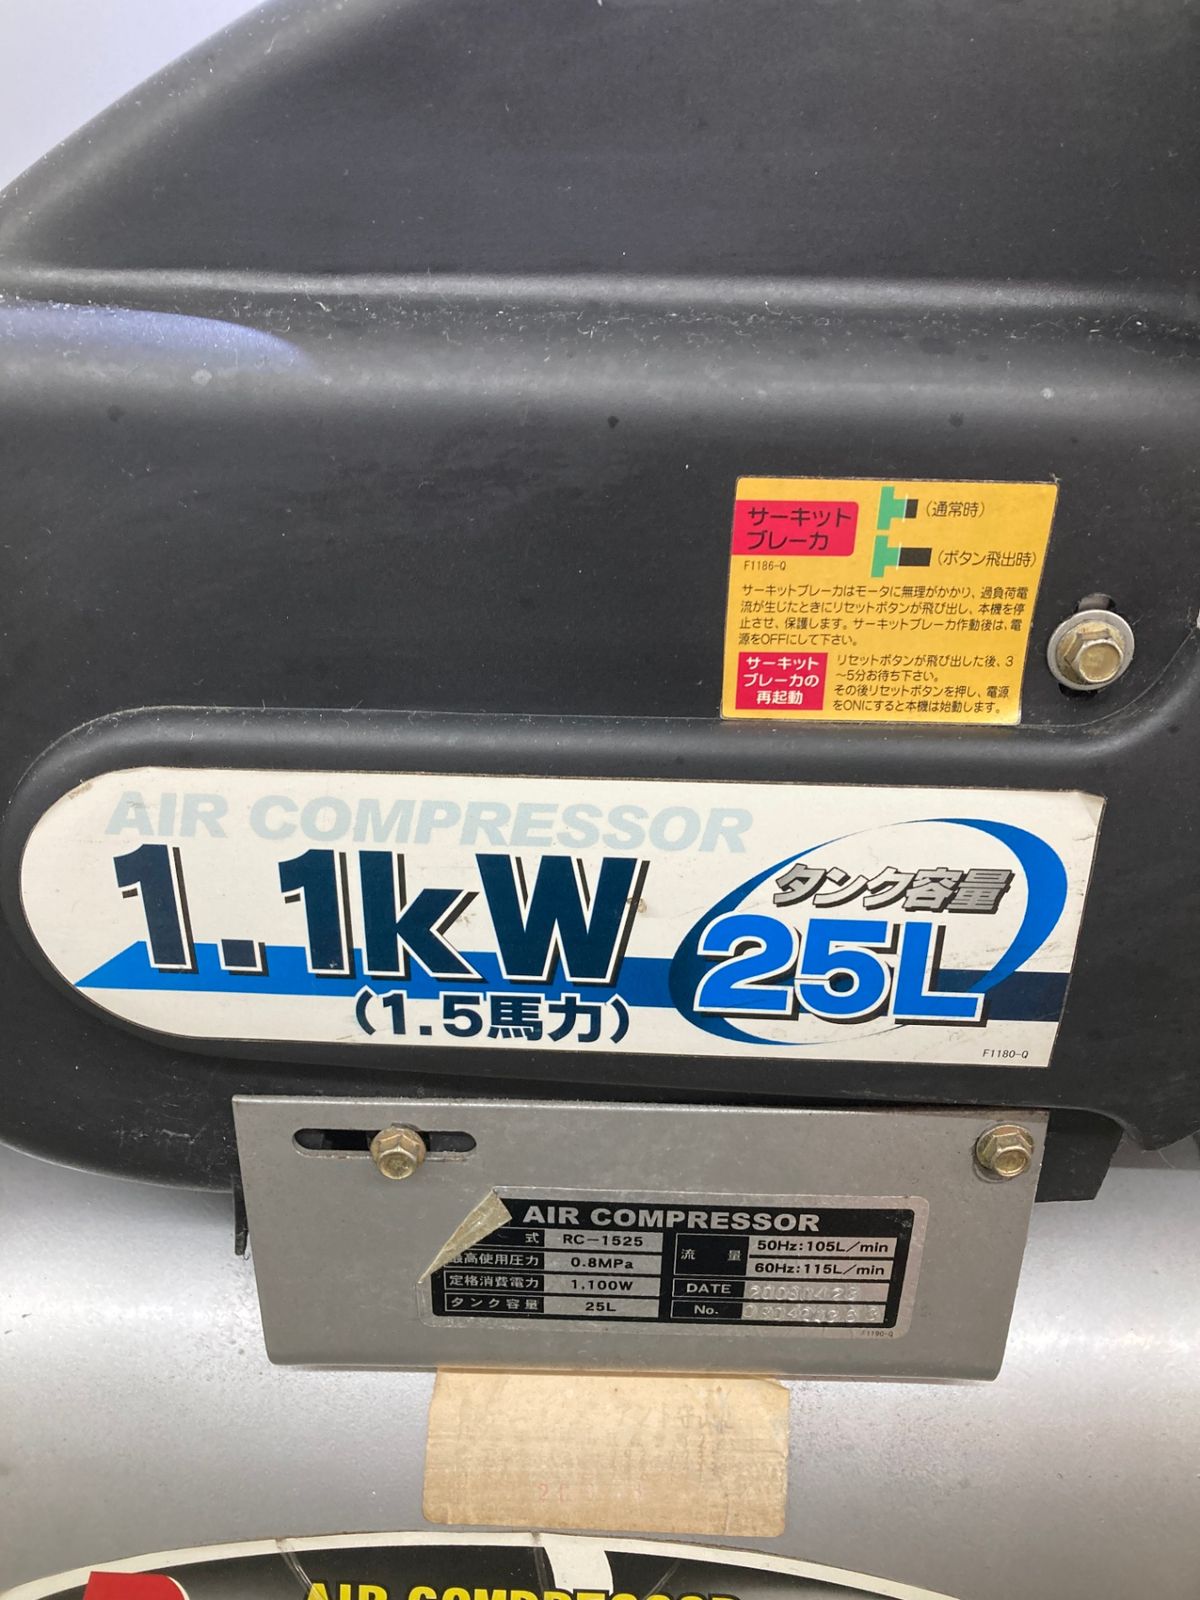 サーキット
ブレーカ
F1186-Q
(通常時)
(ボタン飛出時)
サーキットブレーカはモータに無理がかかり、過負荷電
流が生じたときにリセットボタンが飛び出し、本機を停
止させ、保護します。サーキットブレーカ作動後は、電
源をOFFにして下さい。
サーキット
ブレーカの
再起動
リセットボタンが飛び出した後、3
～5分お待ち下さい。
その後リセットボタンを押し、電源
をONにすると本機は始動します。
AIR COMPRESSOR
1.1kW
(1.5馬力)
タンク容量
25L
F1180-Q
AIR COMPRESSOR
式 RC-1525
最高使用圧力 0.8MPa
定格消費電力 1,100W
タンク容量 25L
流量 50Hz:105L/min
60Hz:115L/min
DATE
No.
F1190-Q
AIR COMPRESSOR